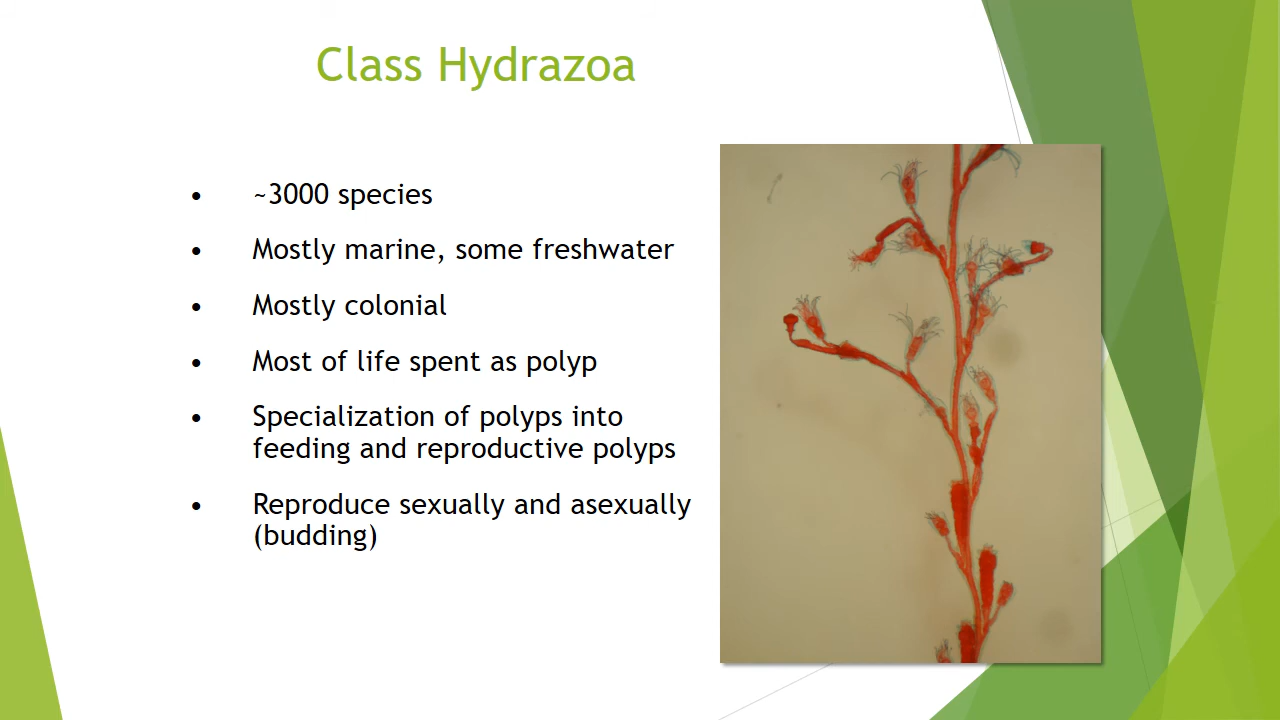 Class Hydrazoa
• ~3000 species
• Mostly marine, some freshwater
• Mostly colonial
• Most of life spent as polyp
• Specialization of polyps into
feeding and reproductive polyps
• Reproduce sexually and asexually
(budding)